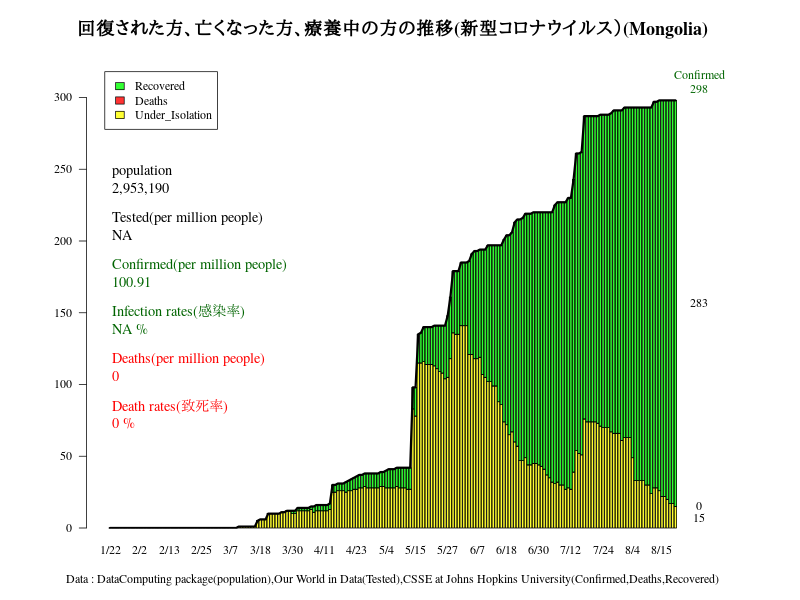 回復された方、亡くなった方、療養中の方の推移(新型コロナウイルス）(Mongolia)
Confirmed
298
Recovered
Deaths
Under_Isolation
population
2,953,190
Tested(per million people)
NA
Confirmed(per million people)
100.91
Infection rates(感染率)
NA %
Deaths(per million people)
0
Death rates(致死率)
0 %
300
250
200
150
100
50
0
283
0
15
1/22 2/2 2/13 2/25 3/7 3/18 3/30 4/11 4/23 5/4 5/15 5/27 6/7 6/18 6/30 7/12 7/24 8/4 8/15
Data : DataComputing package(population),Our World in Data(Tested),CSSE at Johns Hopkins University(Confirmed,Deaths,Recovered)